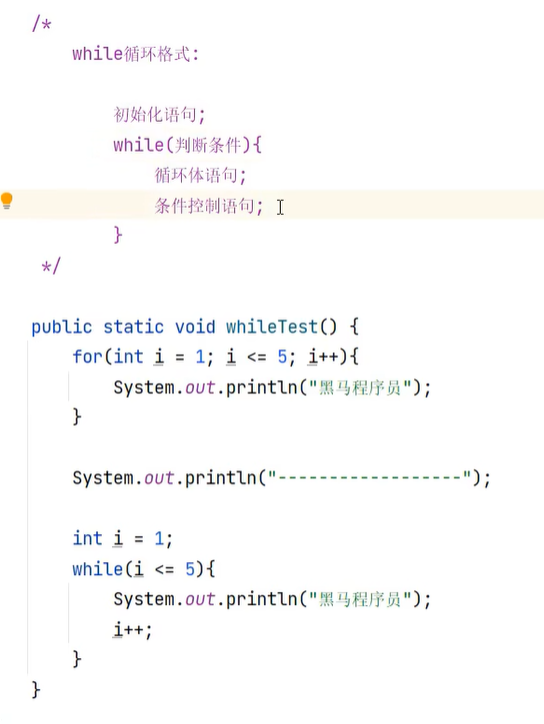 /*
while循环格式:
初始化语句;
while(判断条件){
循环体语句;
条件控制语句;
}
*/
public static void whileTest() {
for(int i = 1; i <= 5; i++){
System.out.println("黑马程序员");
}
System.out.println("------------------");
int i = 1;
while(i <= 5){
System.out.println("黑马程序员");
i++;
}
}